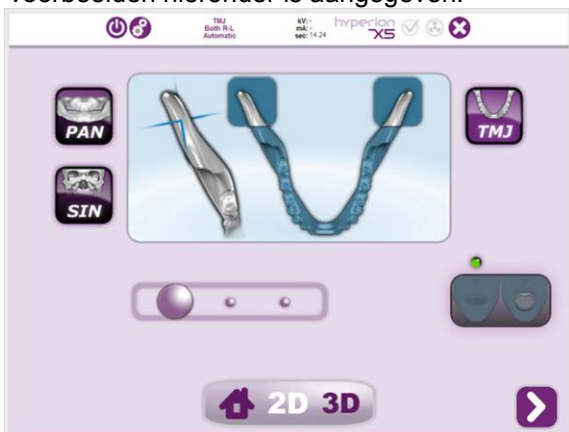 voorbeelden hieronder is aangegeven.
TMJ
Both R-L
Automatic
kV: -
mA: -
sec: 14.24
hyperion
X5
PAN
TMJ
SIN
2D 3D